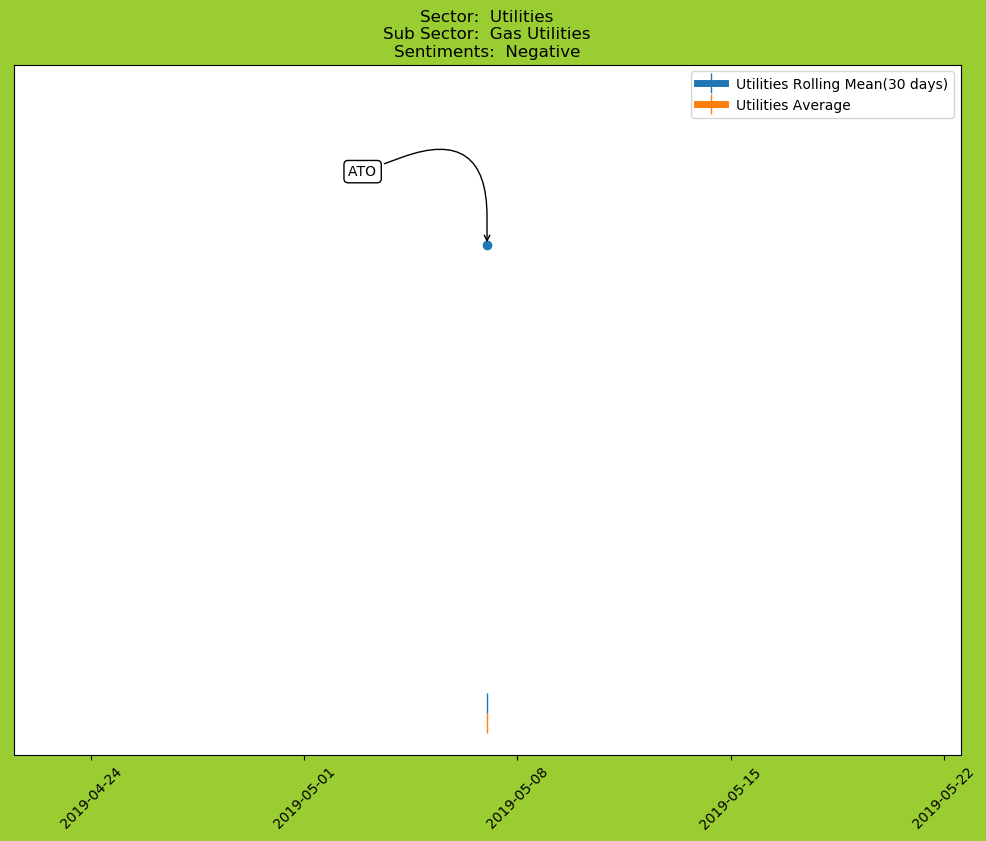 Sector:  Utilities
Sub Sector:  Gas Utilities
Sentiments:  Negative
Utilities Rolling Mean(30 days)
Utilities Average
ATO
2019-04-24
2019-05-01
2019-05-08
2019-05-15
2019-05-22